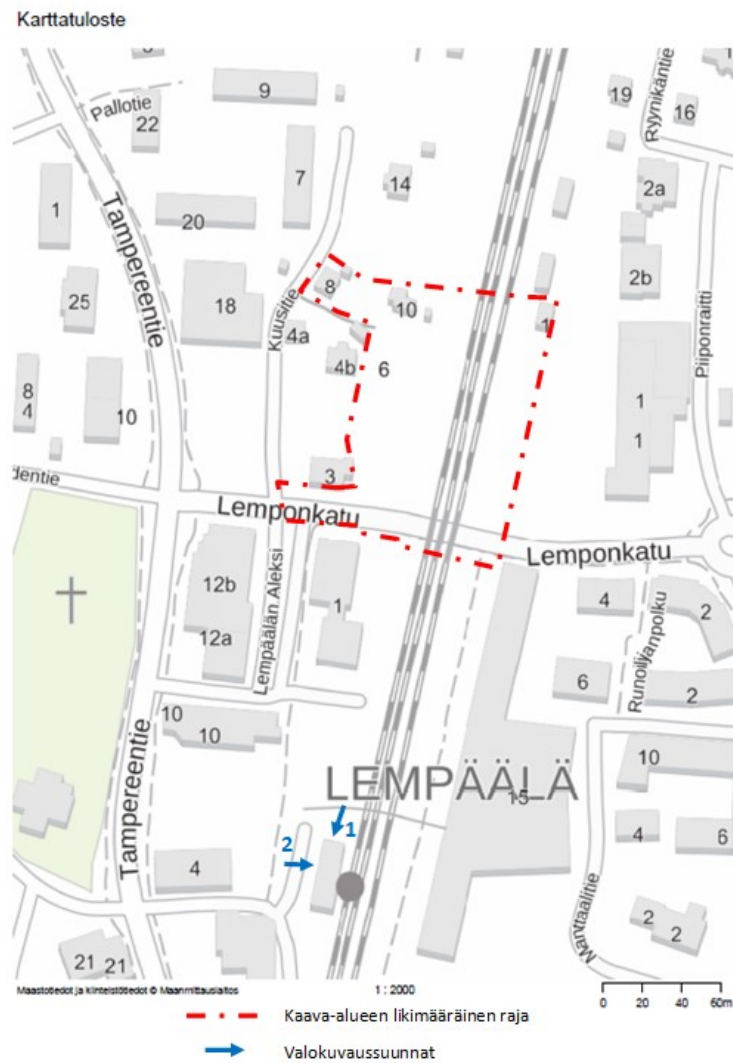 Karttatuloste
Pallotie
9
22
7
19
16
Ryynikäntie
14
2a
1
20
Tampereentie
2b
25
18
Kuusitie
8
10
1
4a
4b
6
Piiponraitti
8
4
10
1
1
3
dentie
Lemponkatu
Lemponkatu
12b
12a
Lempäälän Aleksi
1
4
2
6
2
Runoilijanpolku
10
10
Tampereentie
LEMPÄÄLÄ
15
10
1
2
4
4
6
Manttaalitie
2
2
21
21
Maastotiedot ja kiinteistötiedot © Maanmittauslaitos
1 : 2000
0 20 40 60m
Kaava-alueen likimääräinen raja
Valokuvaussuunnat